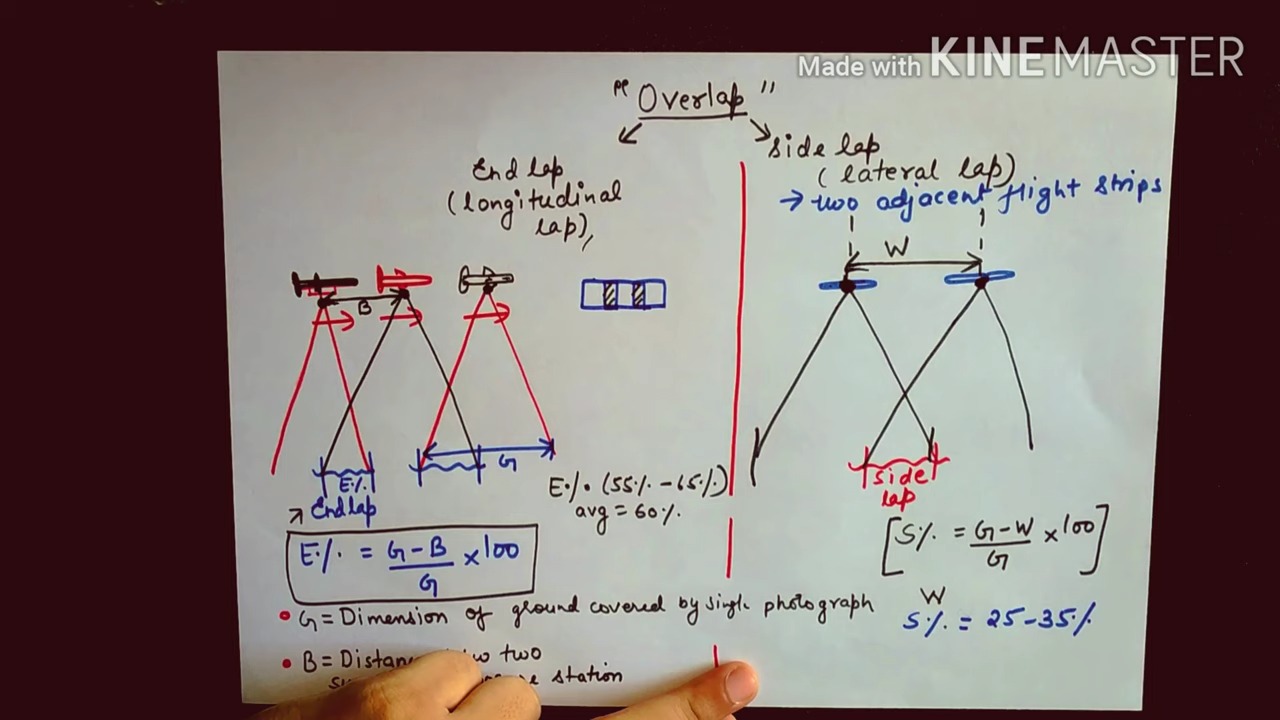 Made with KINEMASTER
"Overlap"
End lap
(longitudinal
lap),
side lap
(lateral lap)
→ two adjacent flight strips
B
W
G
E%
End lap
E% (55% - 65%)
avg = 60%.
side
lap
E% = G - B / G × 100
[S% = G - W / G × 100]
G = Dimension of ground covered by single photograph
W
S% = 25 - 35%
B = two
station